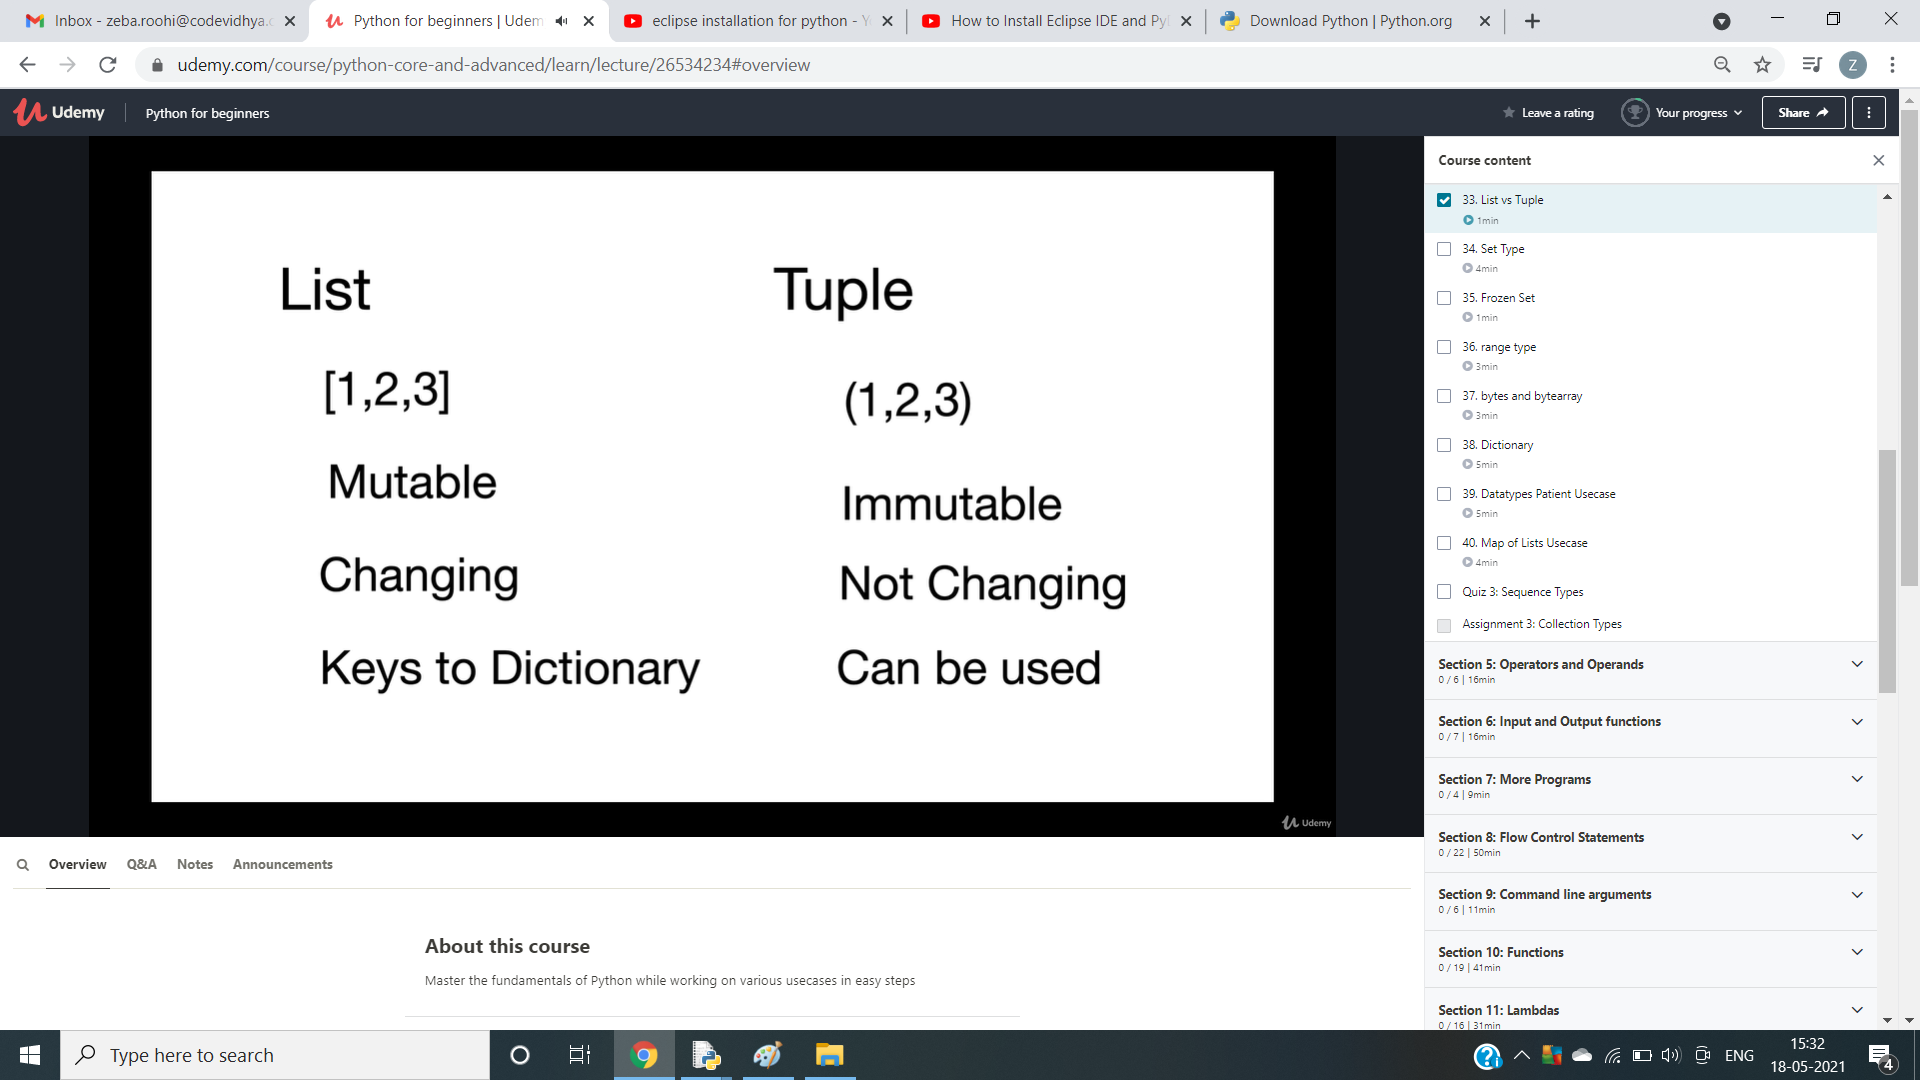 Inbox - zeba.roohi@codevidhya.c
Python for beginners | Udem
eclipse installation for python - Y
How to Install Eclipse IDE and Py
Download Python | Python.org
udemy.com/course/python-core-and-advanced/learn/lecture/26534234#overview
Z
Udemy
Python for beginners
Leave a rating
Your progress
Share
List
Tuple
[1,2,3]
(1,2,3)
Mutable
Immutable
Changing
Not Changing
Keys to Dictionary
Can be used
Udemy
Course content
33. List vs Tuple
1min
34. Set Type
4min
35. Frozen Set
1min
36. range type
3min
37. bytes and bytearray
3min
38. Dictionary
5min
39. Datatypes Patient Usecase
5min
40. Map of Lists Usecase
4min
Quiz 3: Sequence Types
Assignment 3: Collection Types
Section 5: Operators and Operands
0 / 6 | 16min
Section 6: Input and Output functions
0 / 7 | 16min
Section 7: More Programs
0 / 4 | 9min
Section 8: Flow Control Statements
0 / 22 | 50min
Section 9: Command line arguments
0 / 6 | 11min
Section 10: Functions
0 / 19 | 41min
Section 11: Lambdas
0 / 16 | 31min
Overview
Q&A
Notes
Announcements
About this course
Master the fundamentals of Python while working on various usecases in easy steps
Type here to search
ENG
15:32
18-05-2021
4